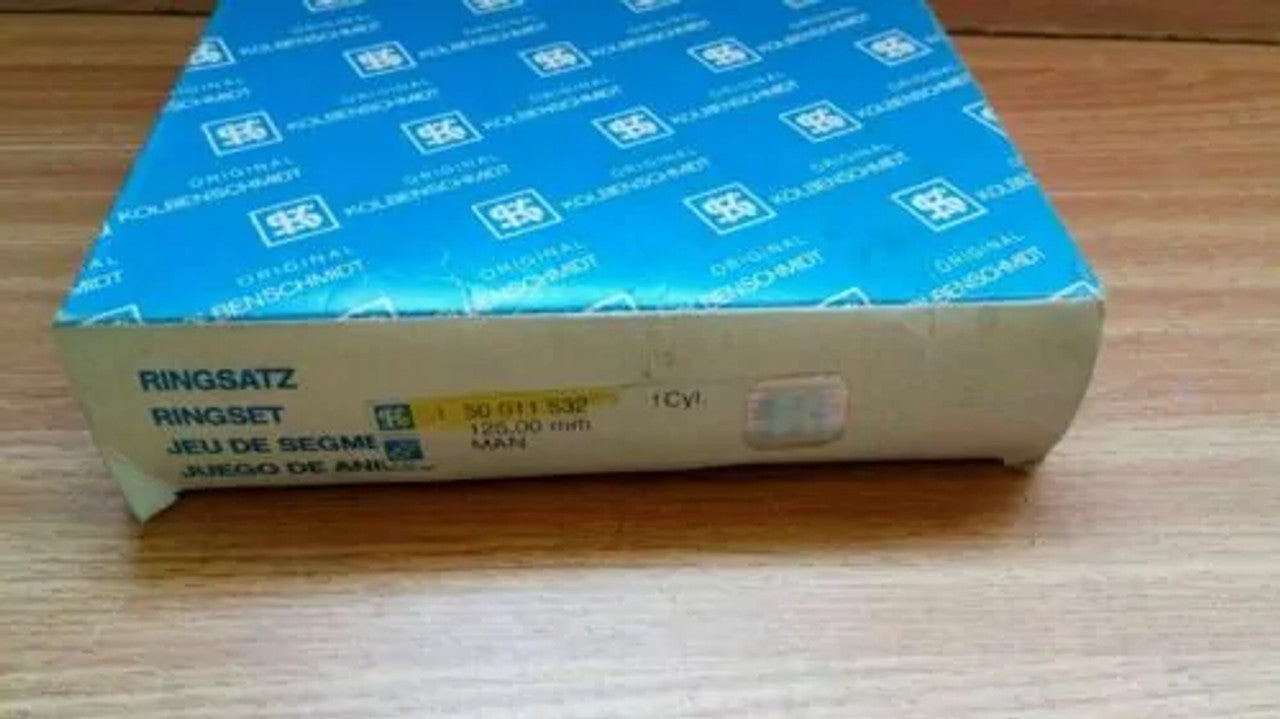 ORIGINAL
KOLBENSCHMIDT
RINGSATZ
RINGSET
JEU DE SEGME
JUEGO DE ANI
50 011 532
1Cyl.
125.00 mm
MAN